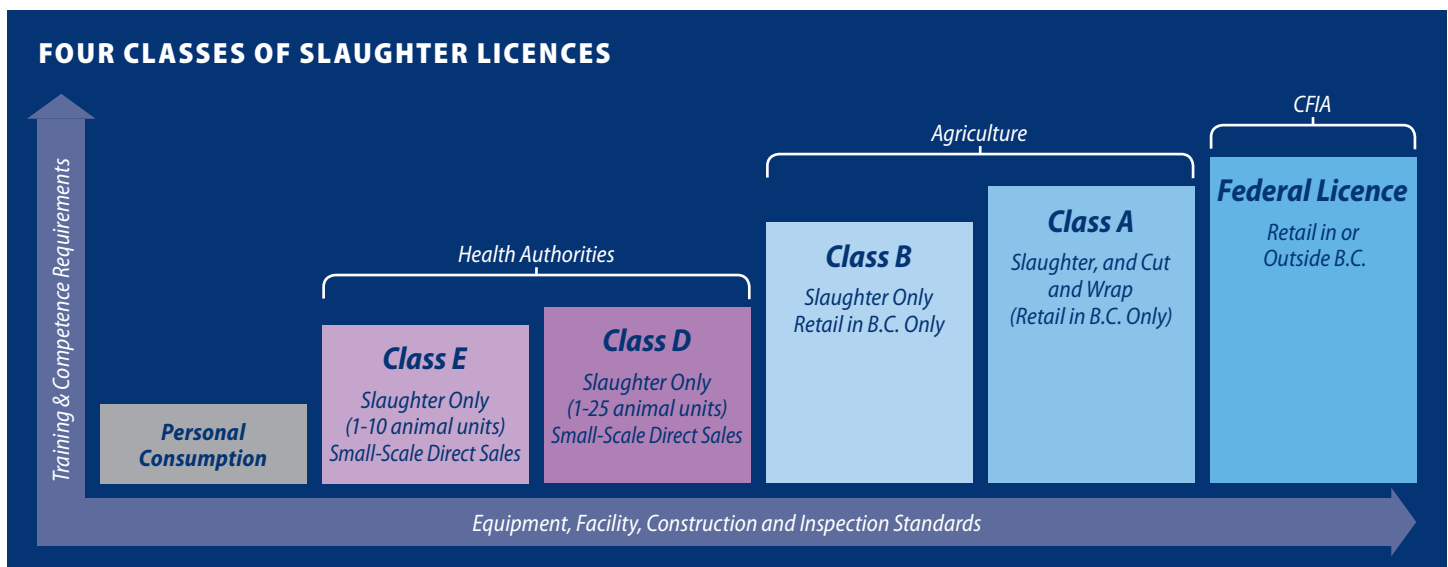 FOUR CLASSES OF SLAUGHTER LICENCES
Training & Competence Requirements
Personal
Consumption
Health Authorities
Class E
Slaughter Only
(1-10 animal units)
Small-Scale Direct Sales
Class D
Slaughter Only
(1-25 animal units)
Small-Scale Direct Sales
Agriculture
Class B
Slaughter Only
Retail in B.C. Only
Class A
Slaughter, and Cut
and Wrap
(Retail in B.C. Only)
CFIA
Federal Licence
Retail in or
Outside B.C.
Equipment, Facility, Construction and Inspection Standards